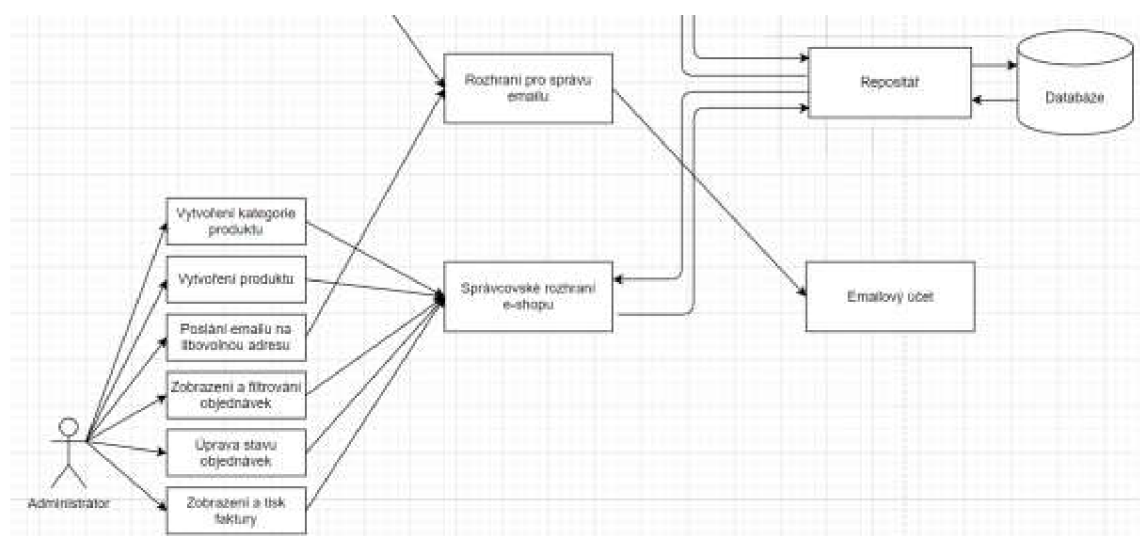 Rozhraní pro správu
emailu
Repositář
Databáze
Vytvoření kategorie
produktu
Vytvoření produktu
Poslání emailu na
libovolnou adresu
Zobrazení a filtrování
objednávek
Úprava stavu
objednávek
Zobrazení a tisk
faktury
Administrátor
Správcovské rozhraní
e-shopu
Emailový účet